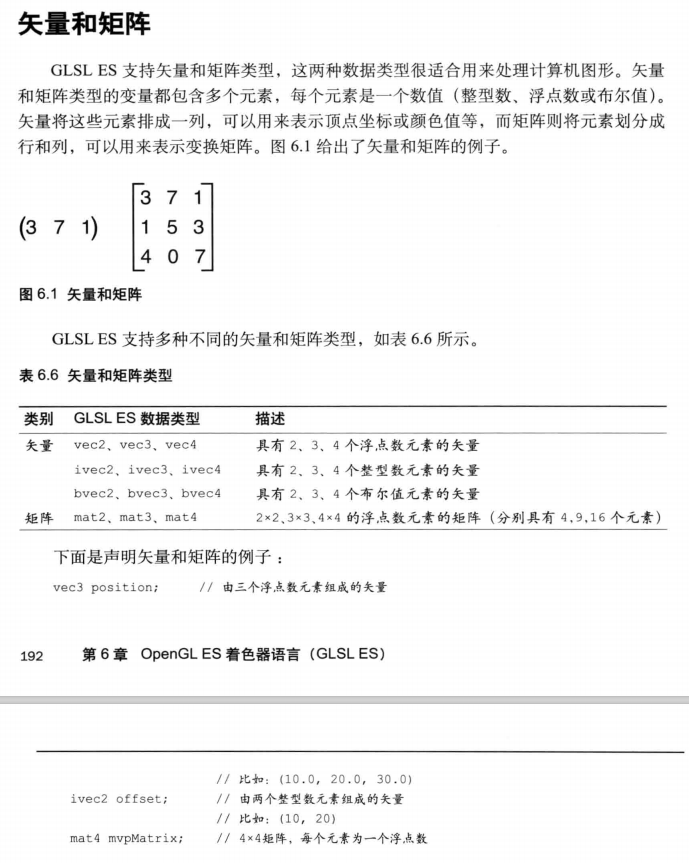 矢量和矩阵
GLSL ES 支持矢量和矩阵类型，这两种数据类型很适合用来处理计算机图形。矢量
和矩阵类型的变量都包含多个元素，每个元素是一个数值（整型数、浮点数或布尔值）。
矢量将这些元素排成一列，可以用来表示顶点坐标或颜色值等，而矩阵则将元素划分成
行和列，可以用来表示变换矩阵。图 6.1 给出了矢量和矩阵的例子。
(3 7 1)
3 7 1
1 5 3
4 0 7
图 6.1 矢量和矩阵
GLSL ES 支持多种不同的矢量和矩阵类型，如表 6.6 所示。
表 6.6 矢量和矩阵类型
类别 GLSL ES 数据类型 描述
矢量 vec2、vec3、vec4 具有 2、3、4 个浮点数元素的矢量
ivec2、ivec3、ivec4 具有 2、3、4 个整型数元素的矢量
bvec2、bvec3、bvec4 具有 2、3、4 个布尔值元素的矢量
矩阵 mat2、mat3、mat4 2×2,3×3,4×4 的浮点数元素的矩阵（分别具有 4,9,16 个元素）
下面是声明矢量和矩阵的例子：
vec3 position; // 由三个浮点数元素组成的矢量
192 第 6 章 OpenGL ES 着色器语言（GLSL ES）
// 比如：(10.0, 20.0, 30.0)
ivec2 offset; // 由两个整型数元素组成的矢量
// 比如：(10, 20)
mat4 mvpMatrix; // 4×4矩阵，每个元素为一个浮点数